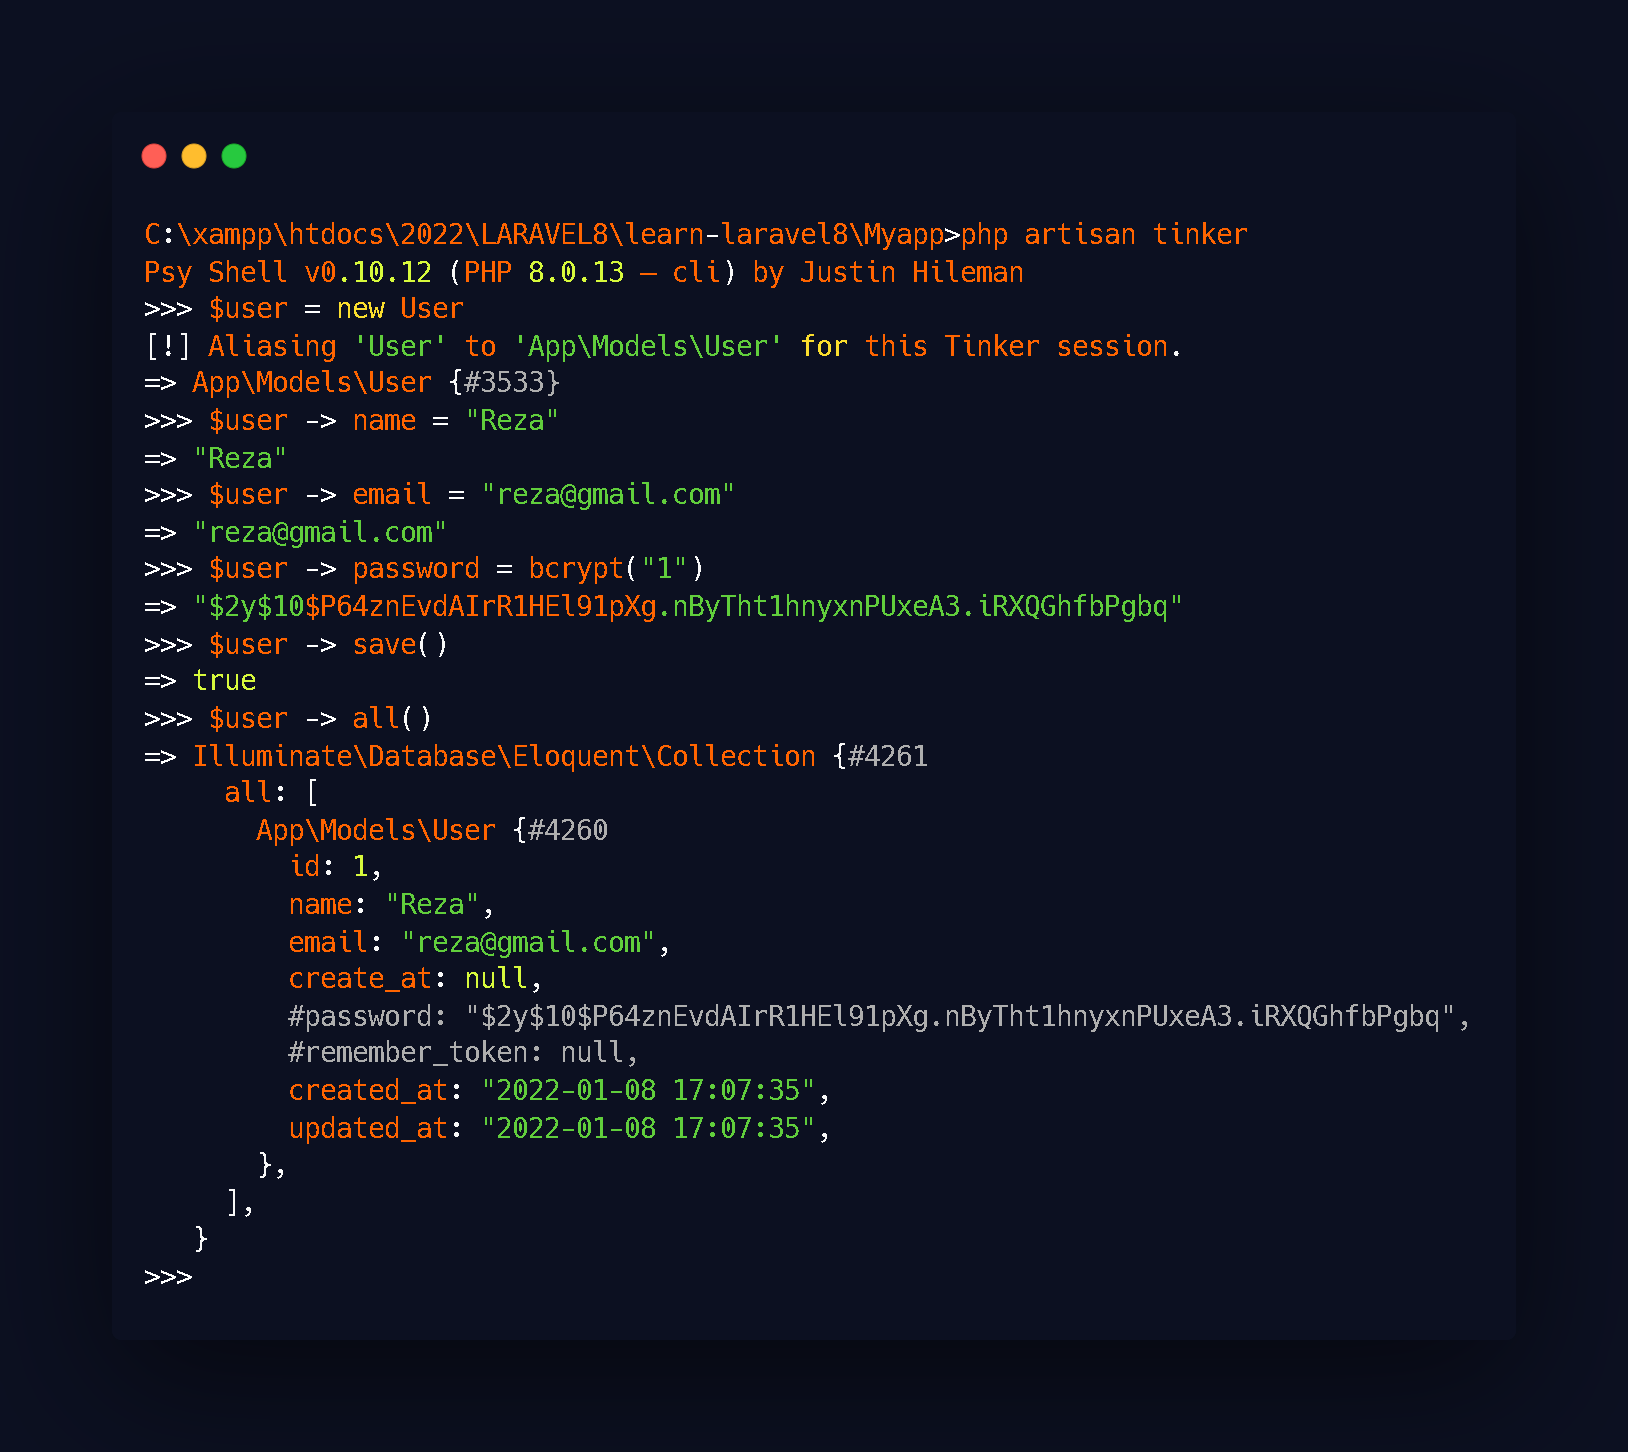 C:\xampp\htdocs\2022\LARAVEL8\learn-laravel8\Myapp>php artisan tinker
Psy Shell v0.10.12 (PHP 8.0.13 — cli) by Justin Hileman
>>> $user = new User
[!] Aliasing 'User' to 'App\Models\User' for this Tinker session.
=> App\Models\User {#3533}
>>> $user -> name = "Reza"
=> "Reza"
>>> $user -> email = "reza@gmail.com"
=> "reza@gmail.com"
>>> $user -> password = bcrypt("1")
=> "$2y$10$P64znEvdAIrR1HEl91pXg.nByTht1hnyxnPUxeA3.iRXQGhfbPgbq"
>>> $user -> save()
=> true
>>> $user -> all()
=> Illuminate\Database\Eloquent\Collection {#4261
     all: [
       App\Models\User {#4260
         id: 1,
         name: "Reza",
         email: "reza@gmail.com",
         create_at: null,
         #password: "$2y$10$P64znEvdAIrR1HEl91pXg.nByTht1hnyxnPUxeA3.iRXQGhfbPgbq",
         #remember_token: null,
         created_at: "2022-01-08 17:07:35",
         updated_at: "2022-01-08 17:07:35",
       },
     ],
   }
>>>